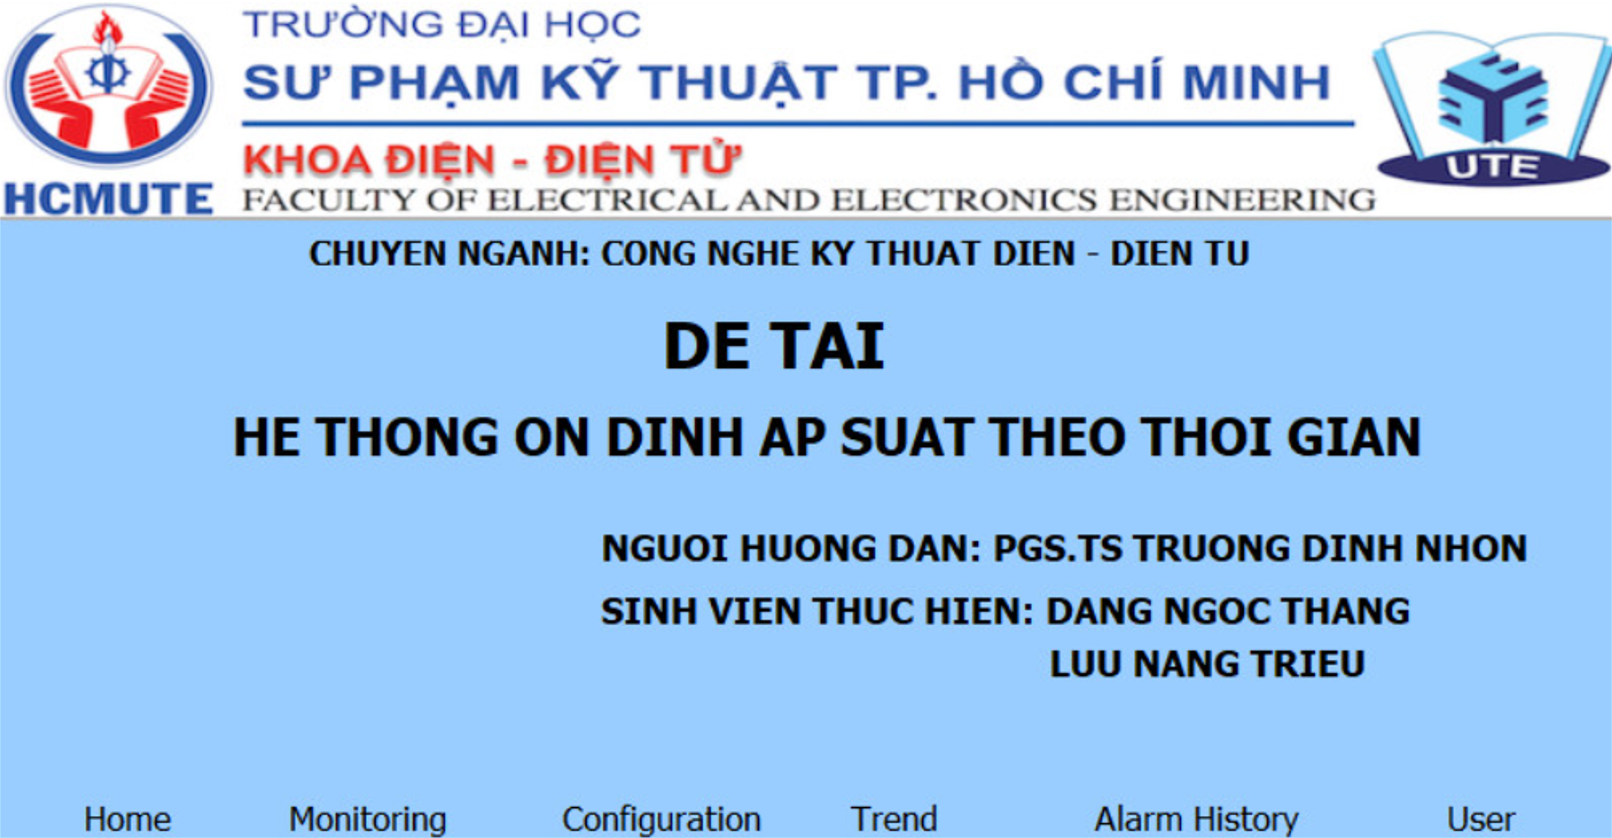 TRƯỜNG ĐẠI HỌC
SƯ PHẠM KỸ THUẬT TP. HỒ CHÍ MINH
KHOA ĐIỆN - ĐIỆN TỬ
HCMUTE
FACULTY OF ELECTRICAL AND ELECTRONICS ENGINEERING
UTE
CHUYEN NGANH: CONG NGHE KY THUAT DIEN - DIEN TU
DE TAI
HE THONG ON DINH AP SUAT THEO THOI GIAN
NGUOI HUONG DAN: PGS.TS TRUONG DINH NHON
SINH VIEN THUC HIEN: DANG NGOC THANG
LUU NANG TRIEU
Home Monitoring Configuration Trend Alarm History User